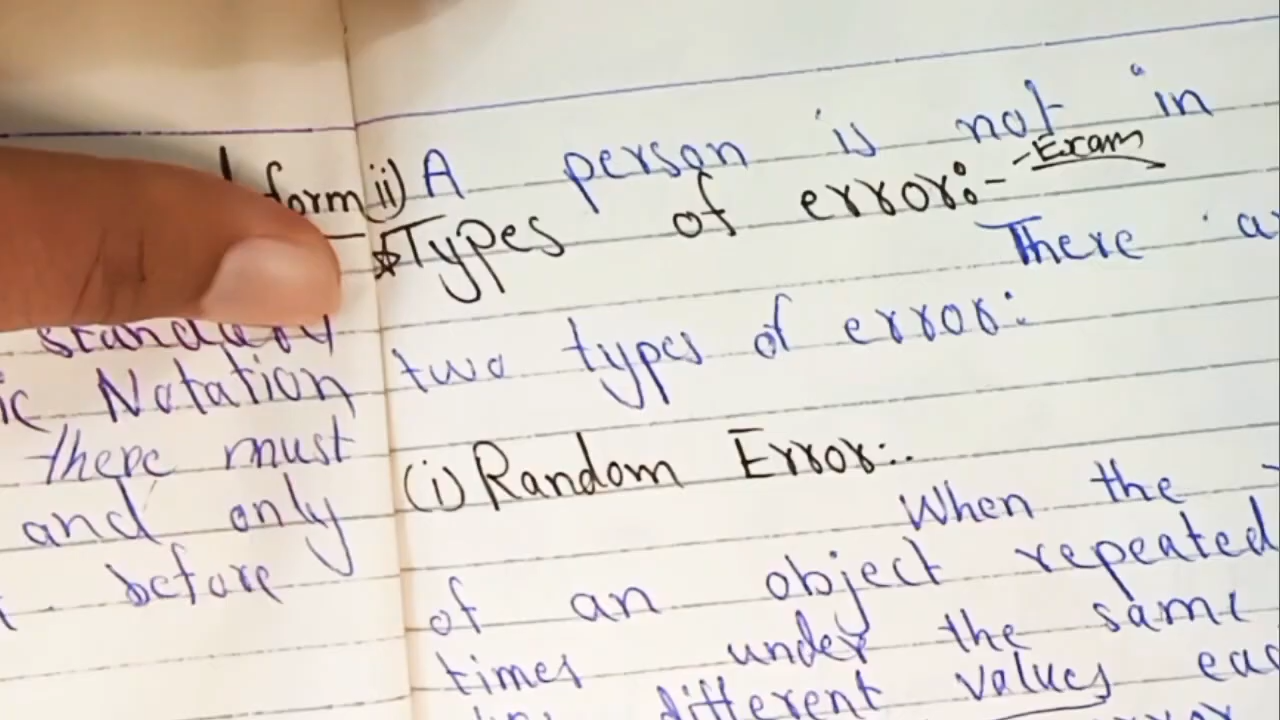 form
standard
ic Notation
there must
and only
before
ii) A person is not in
- Exam
Types of error:-
There
two types of error:
(i) Random Error:-
When the
of an object repeated
times under the same
different values